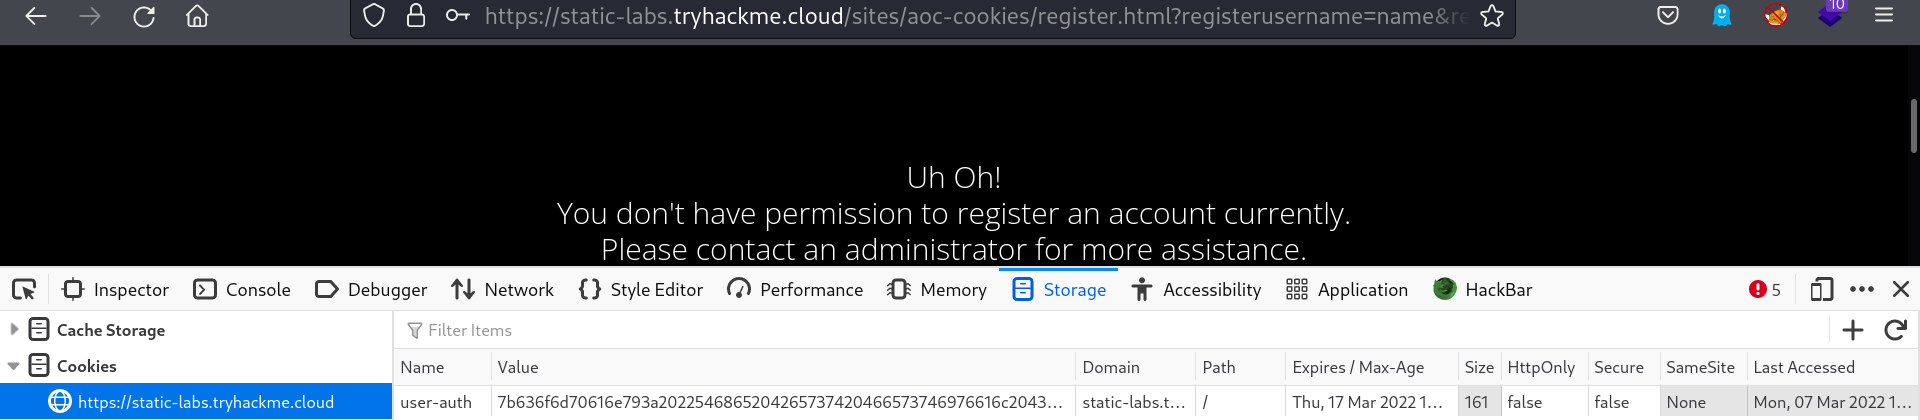 https://static-labs.tryhackme.cloud/sites/aoc-cookies/register.html?registerusername=name&re
10
Uh Oh!
You don't have permission to register an account currently.
Please contact an administrator for more assistance.
Inspector Console Debugger Network Style Editor Performance Memory Storage Accessibility Application HackBar 5
Cache Storage
Filter Items
Cookies
Name Value Domain Path Expires / Max-Age Size HttpOnly Secure SameSite Last Accessed
https://static-labs.tryhackme.cloud
user-auth 7b636f6d70616e793a2022546865204265737420466573746976616c2043... static-labs.t... / Thu, 17 Mar 2022 1... 161 false false None Mon, 07 Mar 2022 1...